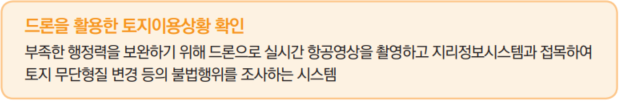 드론을 활용한 토지이용상황 확인
부족한 행정력을 보완하기 위해 드론으로 실시간 항공영상을 촬영하고 지리정보시스템과 접목하여
토지 무단형질 변경 등의 불법행위를 조사하는 시스템